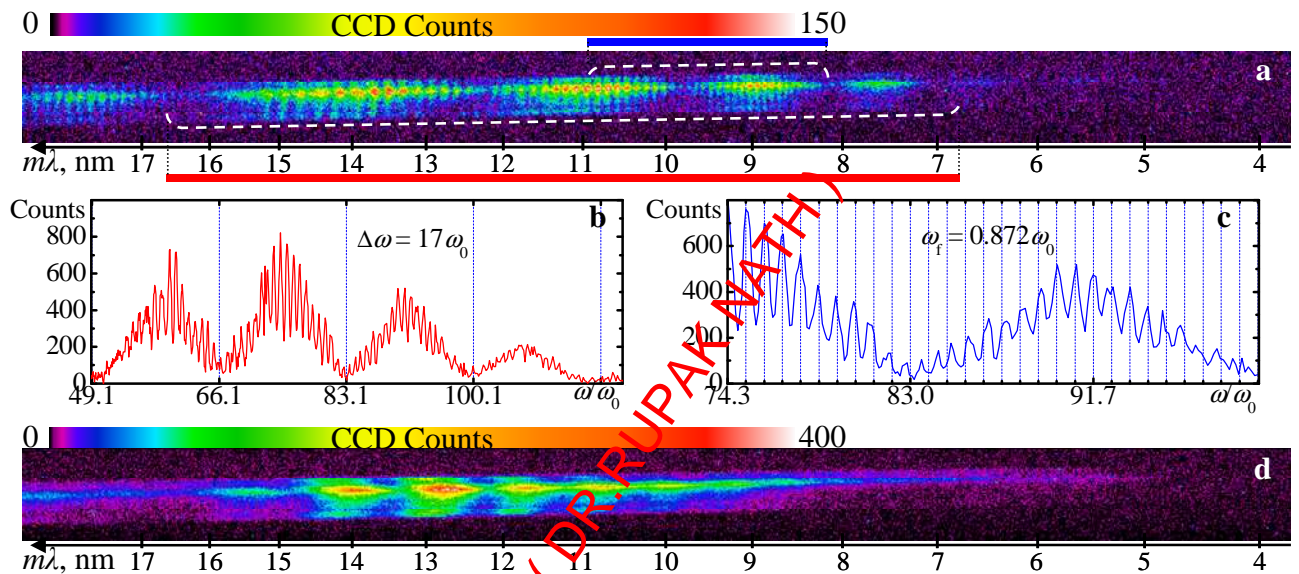 0 CCD Counts 150
a
mλ, nm 17 16 15 14 13 12 11 10 9 8 7 6 5 4
Counts b
Δω = 17ω₀
800
600
400
200
0
49.1 66.1 83.1 100.1 ω/ω₀
Counts c
ω_f = 0.872ω₀
600
400
200
0
74.3 83.0 91.7 ω/ω₀
( DR.RUPAK NATH )
0 CCD Counts 400
d
mλ, nm 17 16 15 14 13 12 11 10 9 8 7 6 5 4